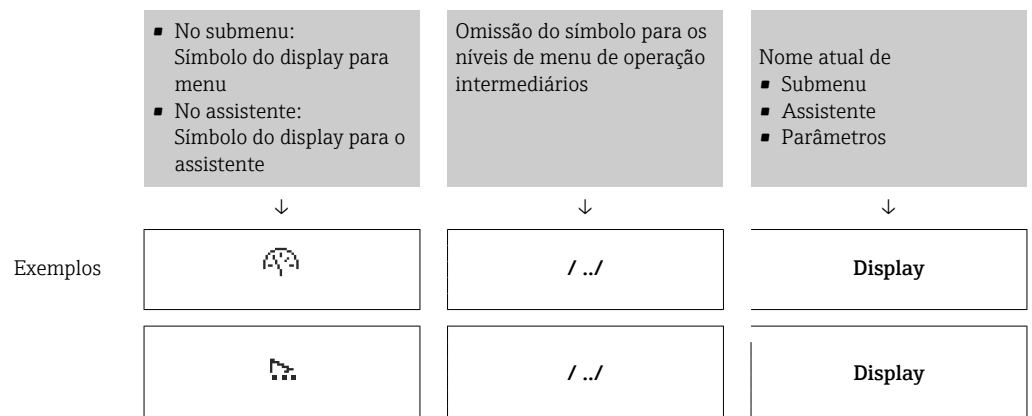 ▪ No submenu:
Símbolo do display para
menu
▪ No assistente:
Símbolo do display para o
assistente
Omissão do símbolo para os
níveis de menu de operação
intermediários
Nome atual de
▪ Submenu
▪ Assistente
▪ Parâmetros
↓ ↓ ↓
Exemplos / ../ Display
/ ../ Display